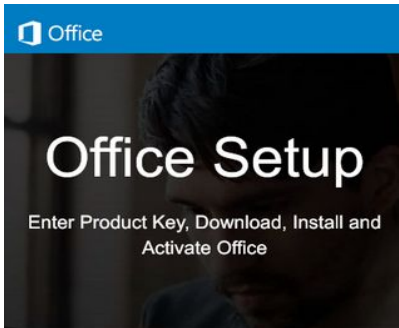 Office
Office Setup
Enter Product Key, Download, Install and
Activate Office